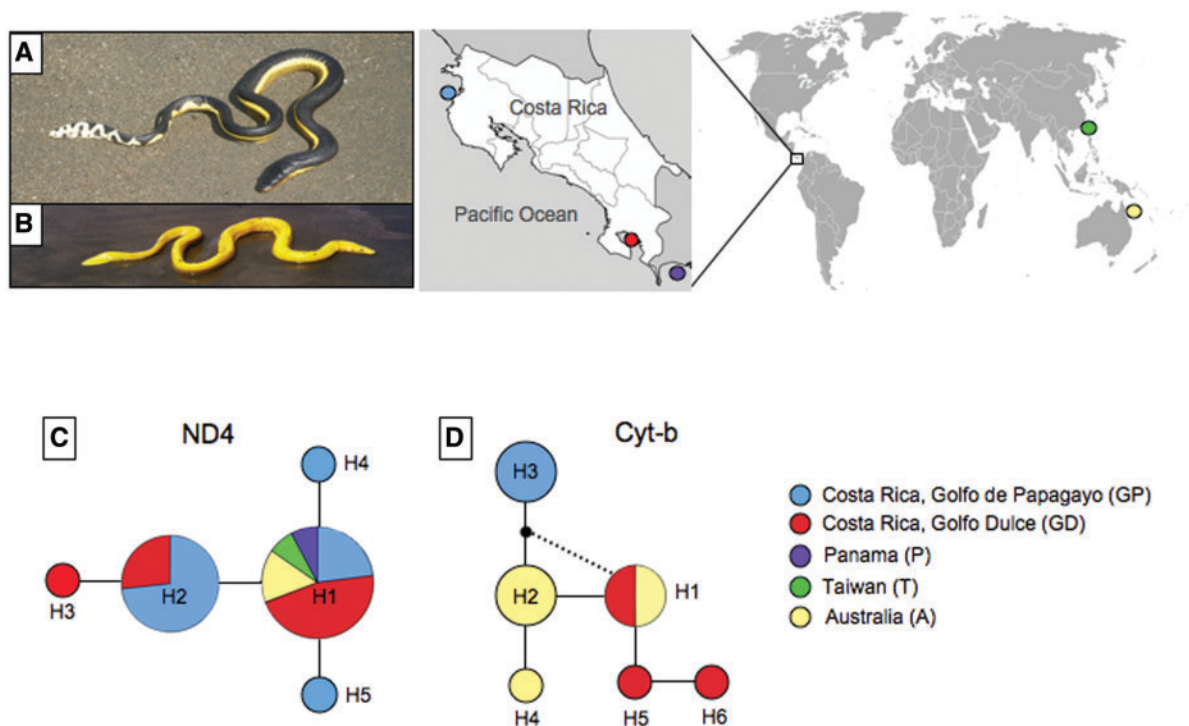 A
B
Costa Rica
Pacific Ocean
C
ND4
H4
H3
H2
H1
H5
D
Cyt-b
H3
H2
H1
H4
H5
H6
Costa Rica, Golfo de Papagayo (GP)
Costa Rica, Golfo Dulce (GD)
Panama (P)
Taiwan (T)
Australia (A)